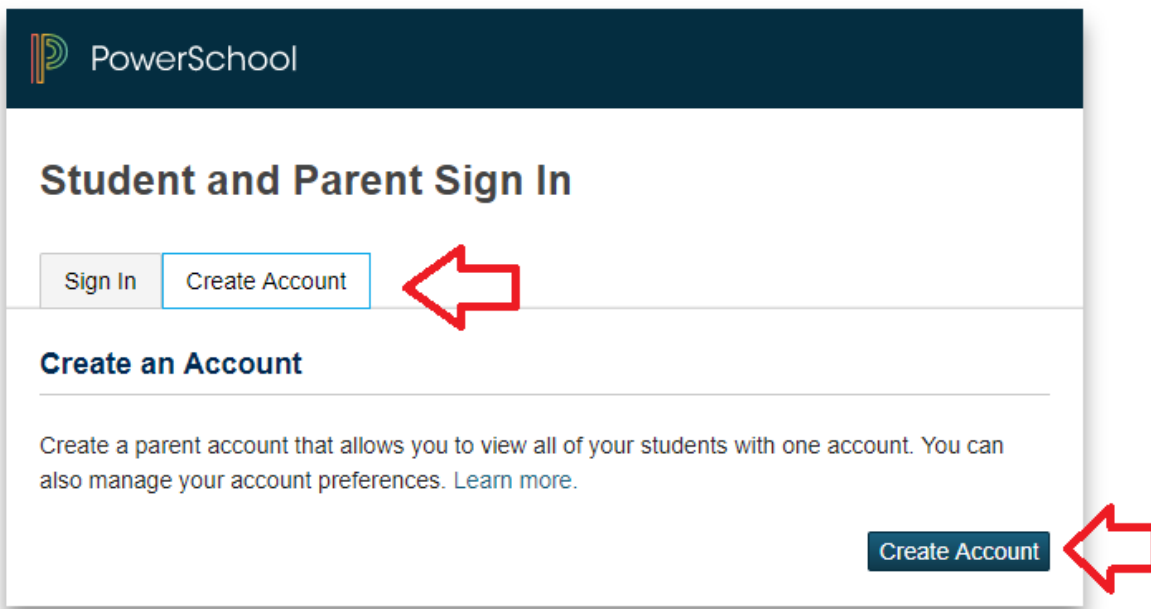 PowerSchool
Student and Parent Sign In
Sign In Create Account
Create an Account
Create a parent account that allows you to view all of your students with one account. You can
also manage your account preferences. Learn more.
Create Account